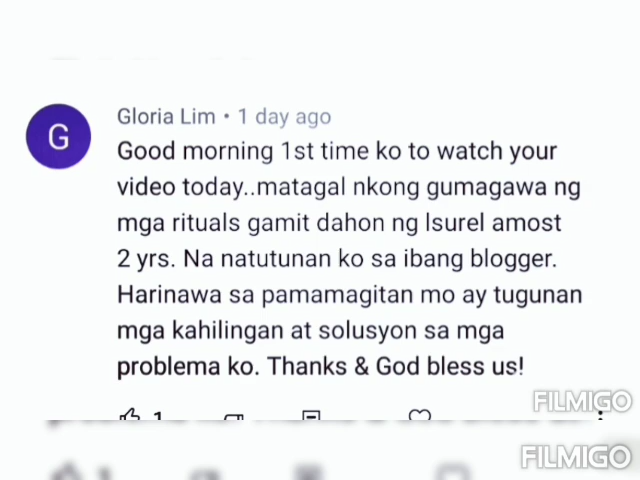 G
Gloria Lim • 1 day ago
Good morning 1st time ko to watch your
video today..matagal nkong gumagawa ng
mga rituals gamit dahon ng lsurel amost
2 yrs. Na natutunan ko sa ibang blogger.
Harinawa sa pamamagitan mo ay tugunan
mga kahilingan at solusyon sa mga
problema ko. Thanks & God bless us!
1
FILMIGO
FILMIGO